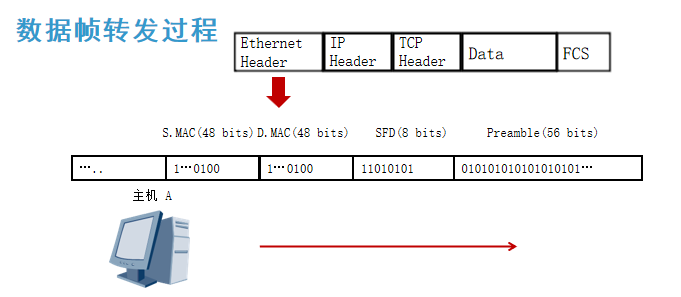 数据帧转发过程
Ethernet Header
IP Header
TCP Header
Data
FCS
S.MAC(48 bits)
D.MAC(48 bits)
SFD(8 bits)
Preamble(56 bits)
…..
1…0100
1…0100
11010101
010101010101010101…
主机 A